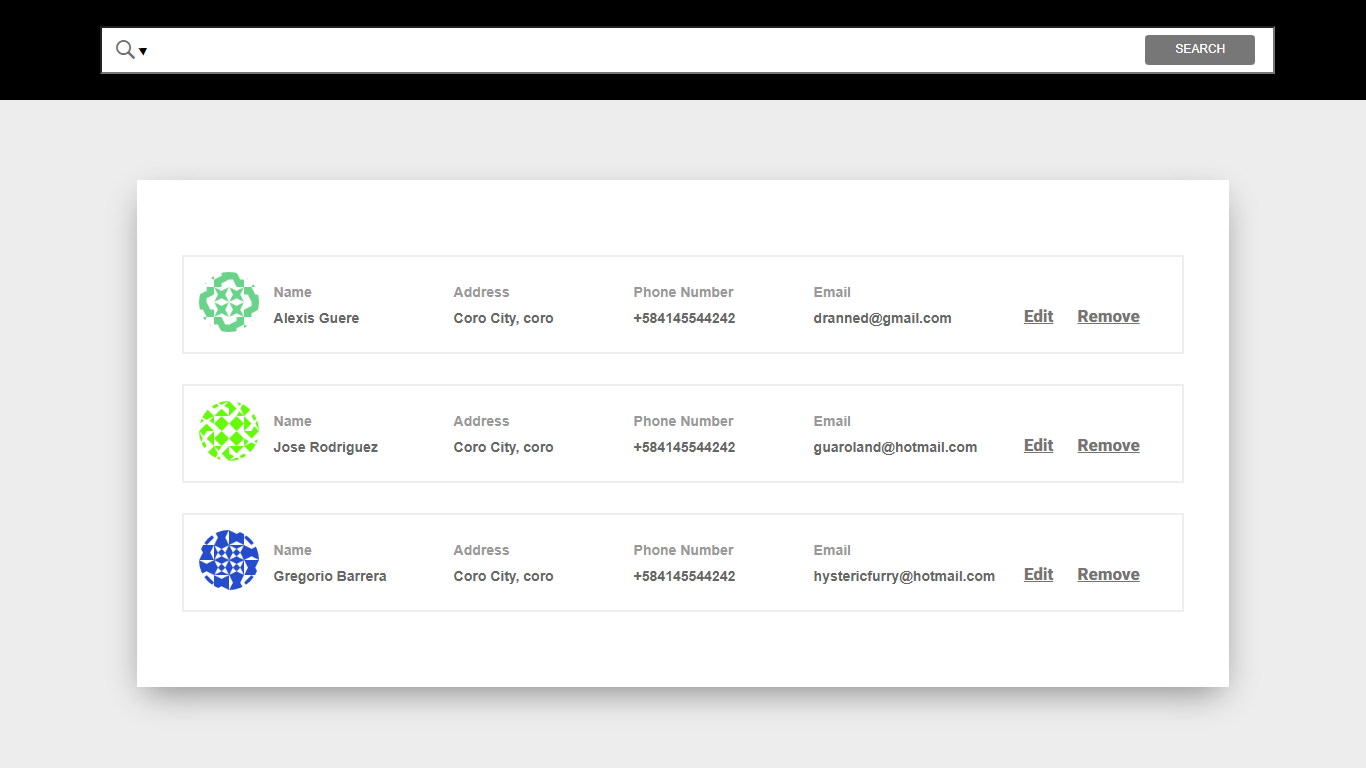 SEARCH
Name Address Phone Number Email
Alexis Guere Coro City, coro +584145544242 dranned@gmail.com Edit Remove
Name Address Phone Number Email
Jose Rodriguez Coro City, coro +584145544242 guaroland@hotmail.com Edit Remove
Name Address Phone Number Email
Gregorio Barrera Coro City, coro +584145544242 hystericfurry@hotmail.com Edit Remove